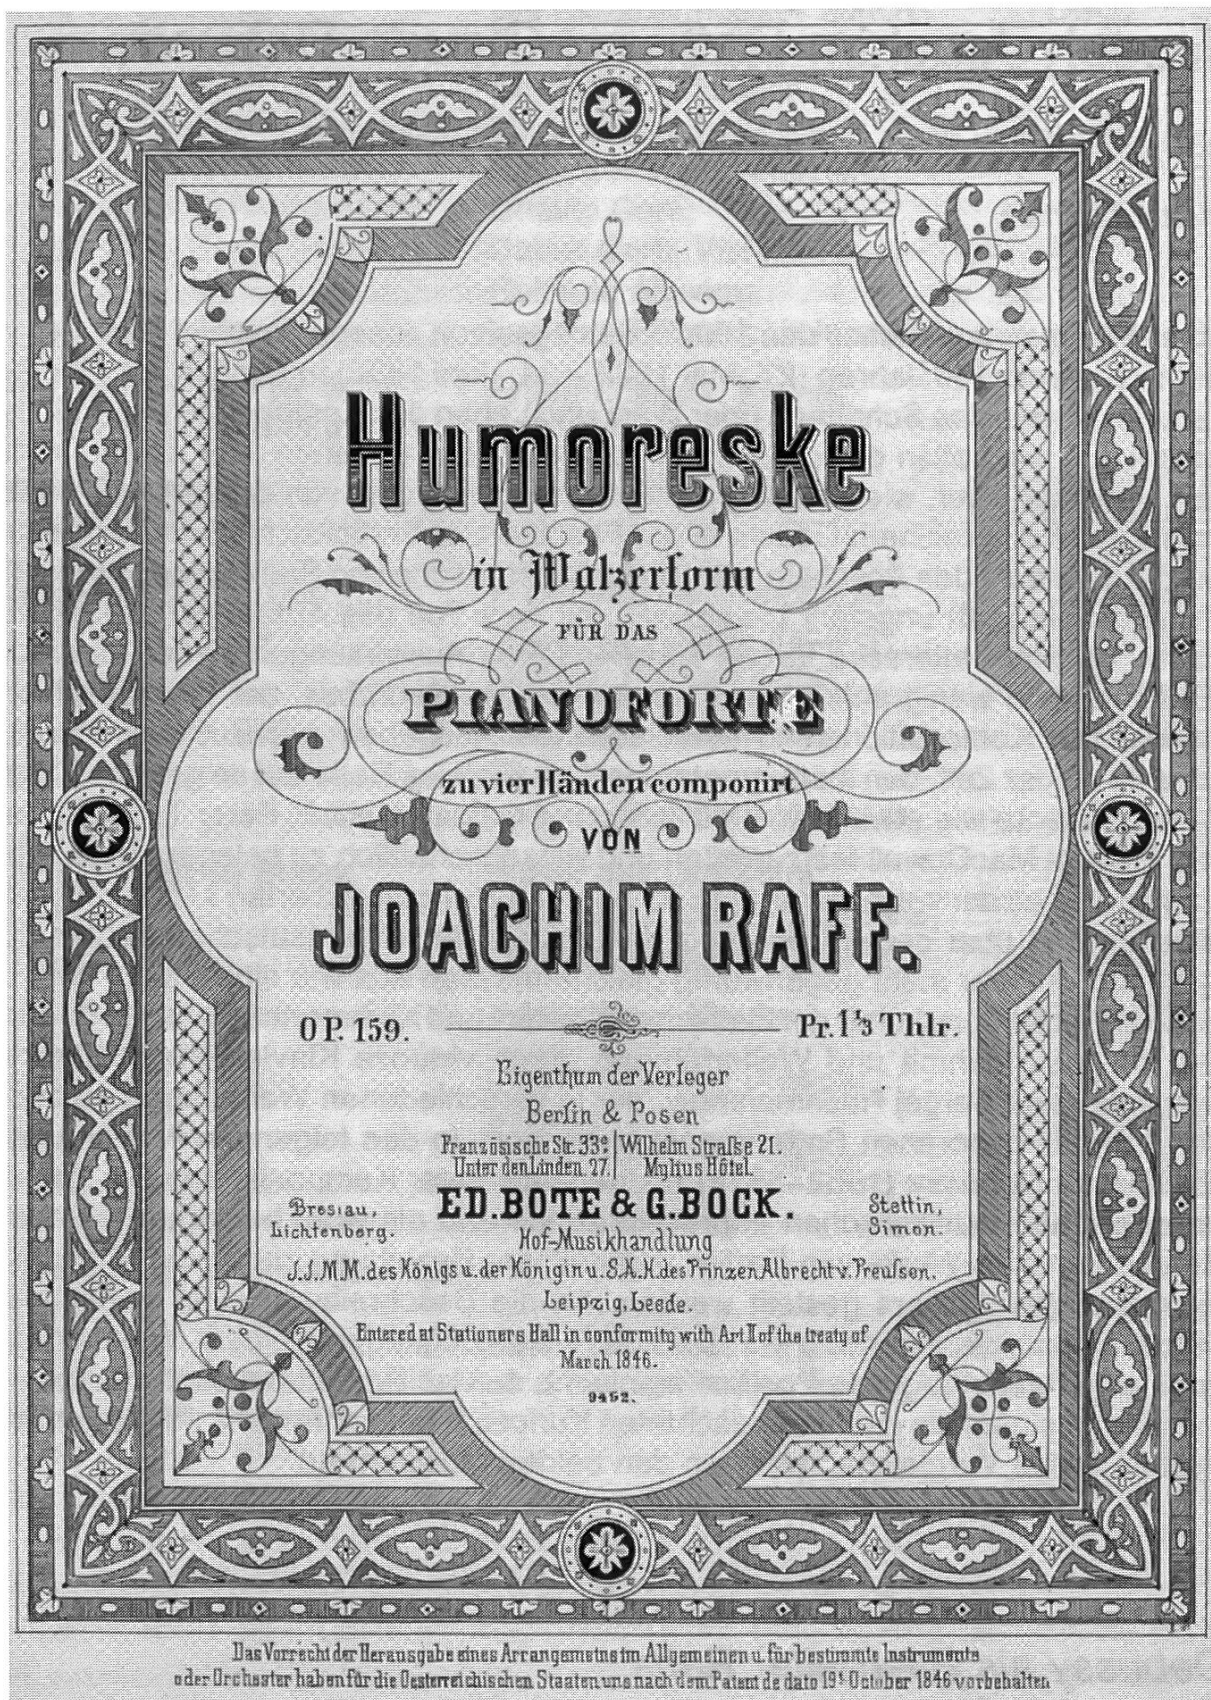 Humoreske
in Walzerform
FÜR DAS
PIANOFORTE
zu vier Händen componirt
VON
JOACHIM RAFF.
OP. 159.
Pr. 1 1/3 Thlr.
Eigenthum der Verleger
Berlin & Posen
Französische Str. 33e | Wilhelm Straſse 21.
Unter den Linden 27. | Mylius Hôtel.
ED. BOTE & G. BOCK.
Breslau,
Lichtenberg.
Stettin,
Simon.
Hof-Musikhandlung
J.J.M.M. des Königs u. der Königin u. S.K.H. des Prinzen Albrecht v. Preuſsen.
Leipzig, Leede.
Entered at Stationers Hall in conformity with Art II of the treaty of
March 1846.
9452.
Das Vorrecht der Herausgabe eines Arrangements im Allgemeinen u. für bestimmte Instrumente
oder Orchester haben für die Oesterreichischen Staaten uns nach dem Patent de dato 19t October 1846 vorbehalten